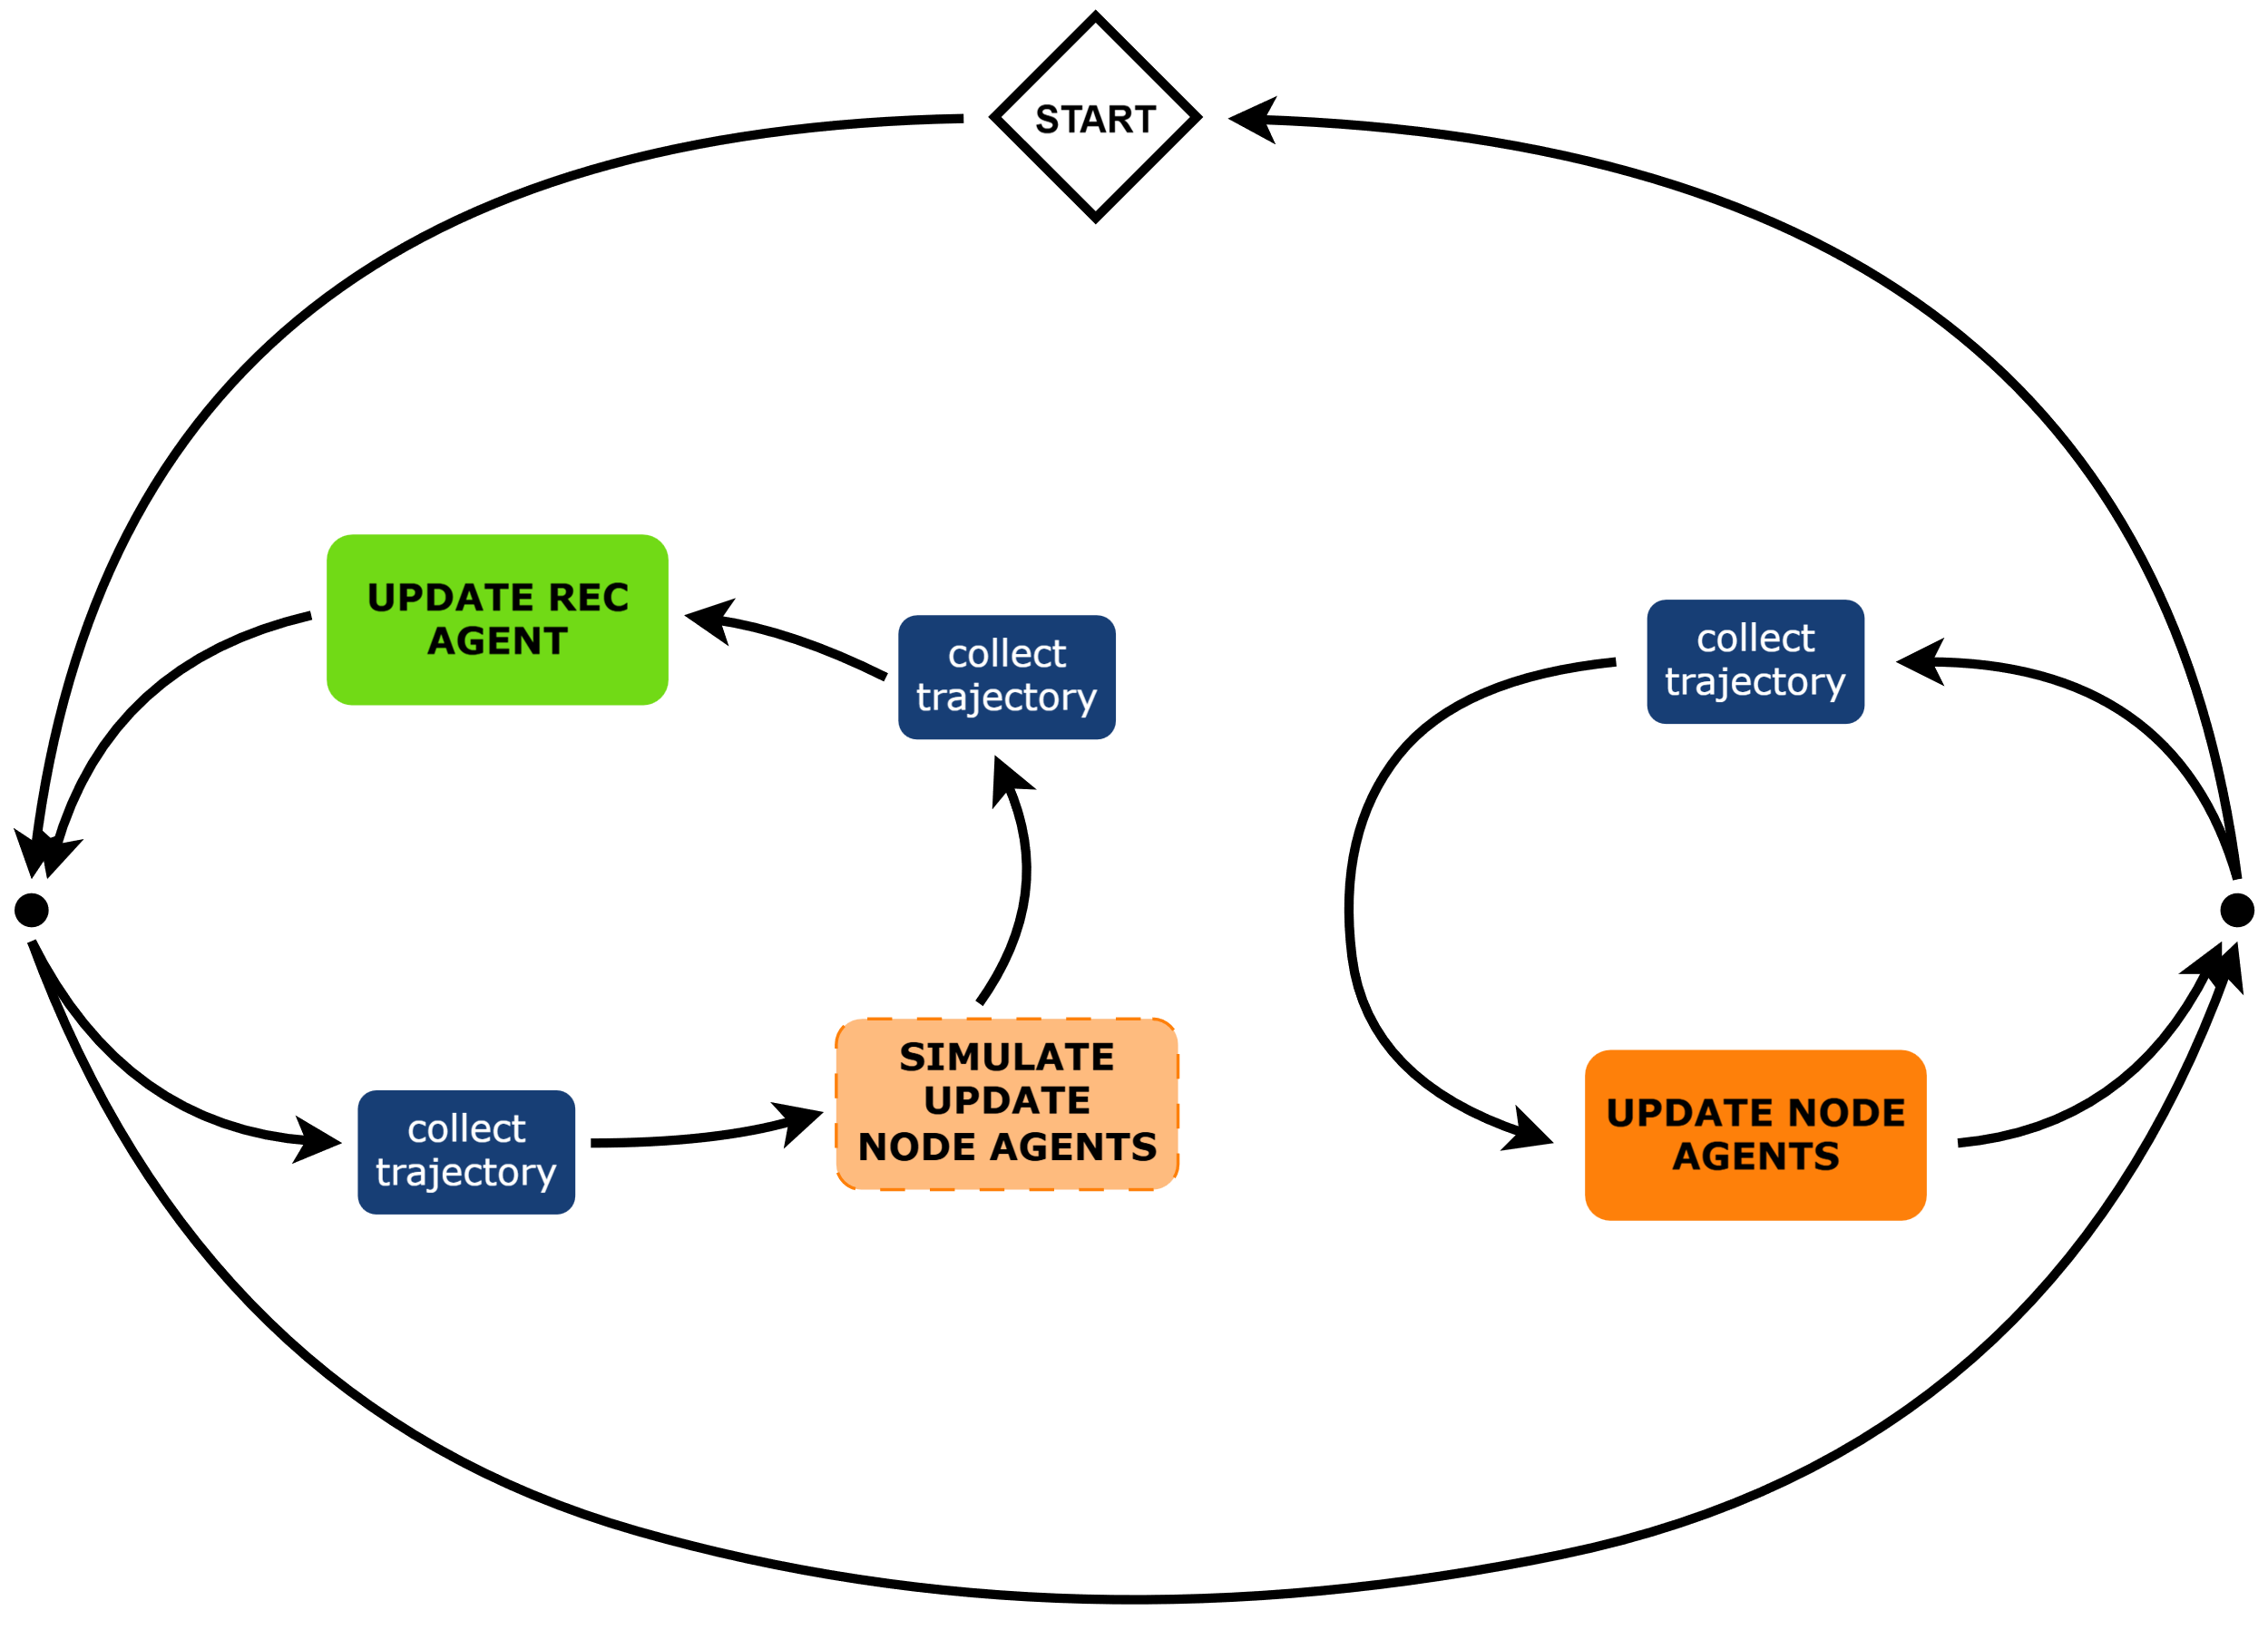 START
UPDATE REC
AGENT
collect
trajectory
collect
trajectory
collect
trajectory
SIMULATE
UPDATE
NODE AGENTS
UPDATE NODE
AGENTS